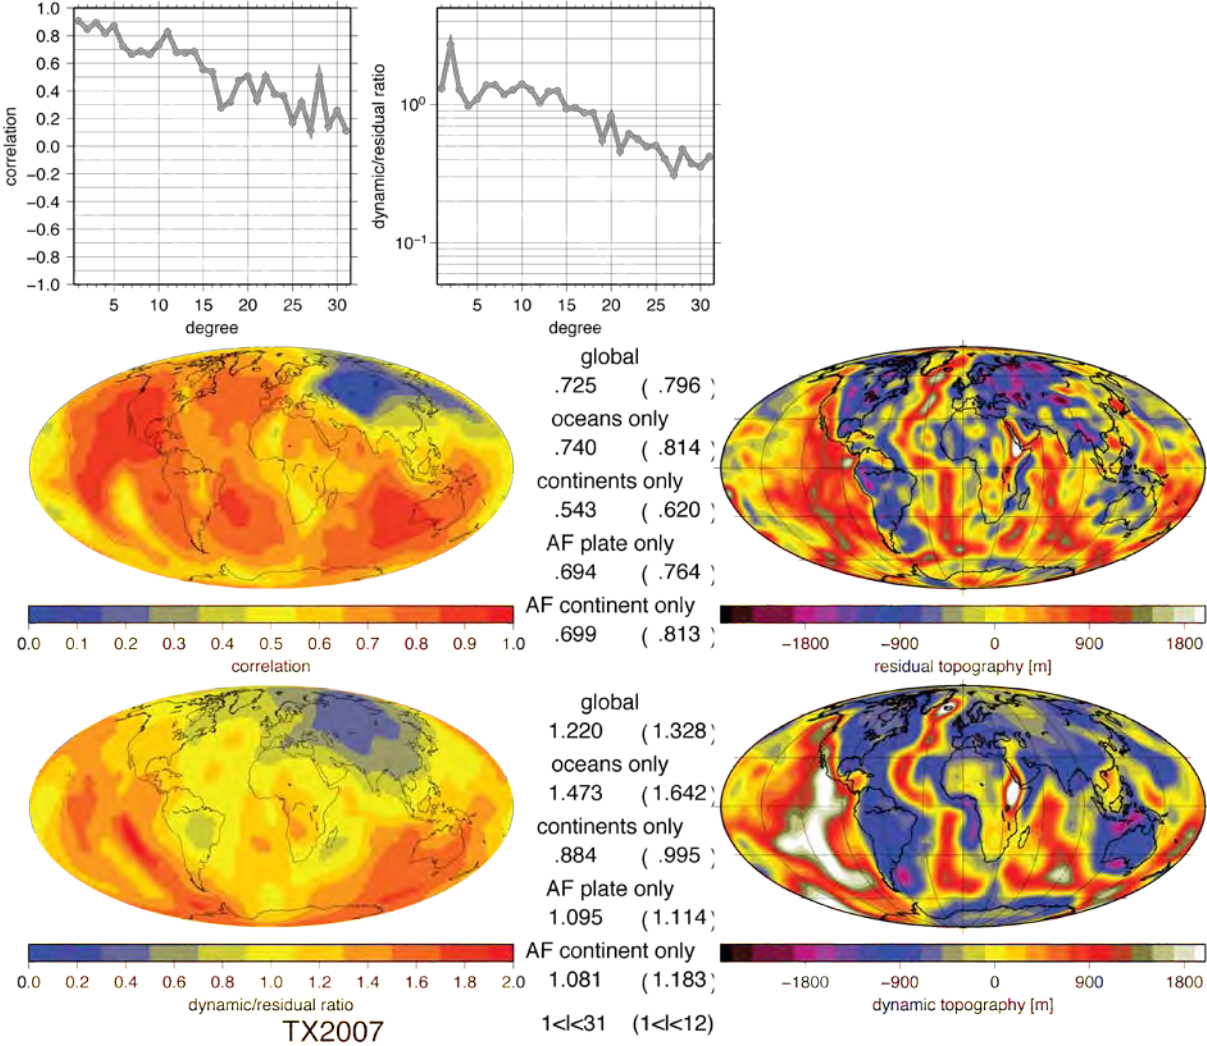 1.0
0.8
0.6
0.4
0.2
0.0
−0.2
−0.4
−0.6
−0.8
−1.0
correlation
5 10 15 20 25 30
degree
10⁰
10⁻¹
dynamic/residual ratio
5 10 15 20 25 30
degree
global
.725 ( .796 )
oceans only
.740 ( .814 )
continents only
.543 ( .620 )
AF plate only
.694 ( .764 )
AF continent only
.699 ( .813 )
0.0 0.1 0.2 0.3 0.4 0.5 0.6 0.7 0.8 0.9 1.0
correlation
−1800 −900 0 900 1800
residual topography [m]
global
1.220 ( 1.328 )
oceans only
1.473 ( 1.642 )
continents only
.884 ( .995 )
AF plate only
1.095 ( 1.114 )
AF continent only
1.081 ( 1.183 )
0.0 0.2 0.4 0.6 0.8 1.0 1.2 1.4 1.6 1.8 2.0
dynamic/residual ratio
−1800 −900 0 900 1800
dynamic topography [m]
TX2007
1<l<31 (1<l<12)